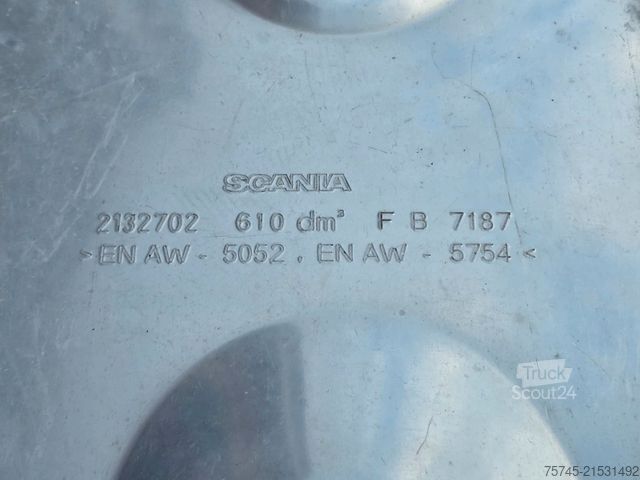 SCANIA
2132702 610 dm³ F B 7187
>EN AW - 5052 , EN AW - 5754<
Truck
Scout24
75745-21531492